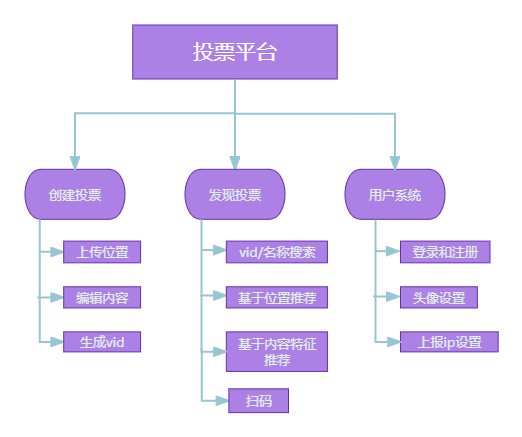 投票平台
创建投票
发现投票
用户系统
上传位置
编辑内容
生成vid
vid/名称搜索
基于位置推荐
基于内容特征
推荐
扫码
登录和注册
头像设置
上报ip设置